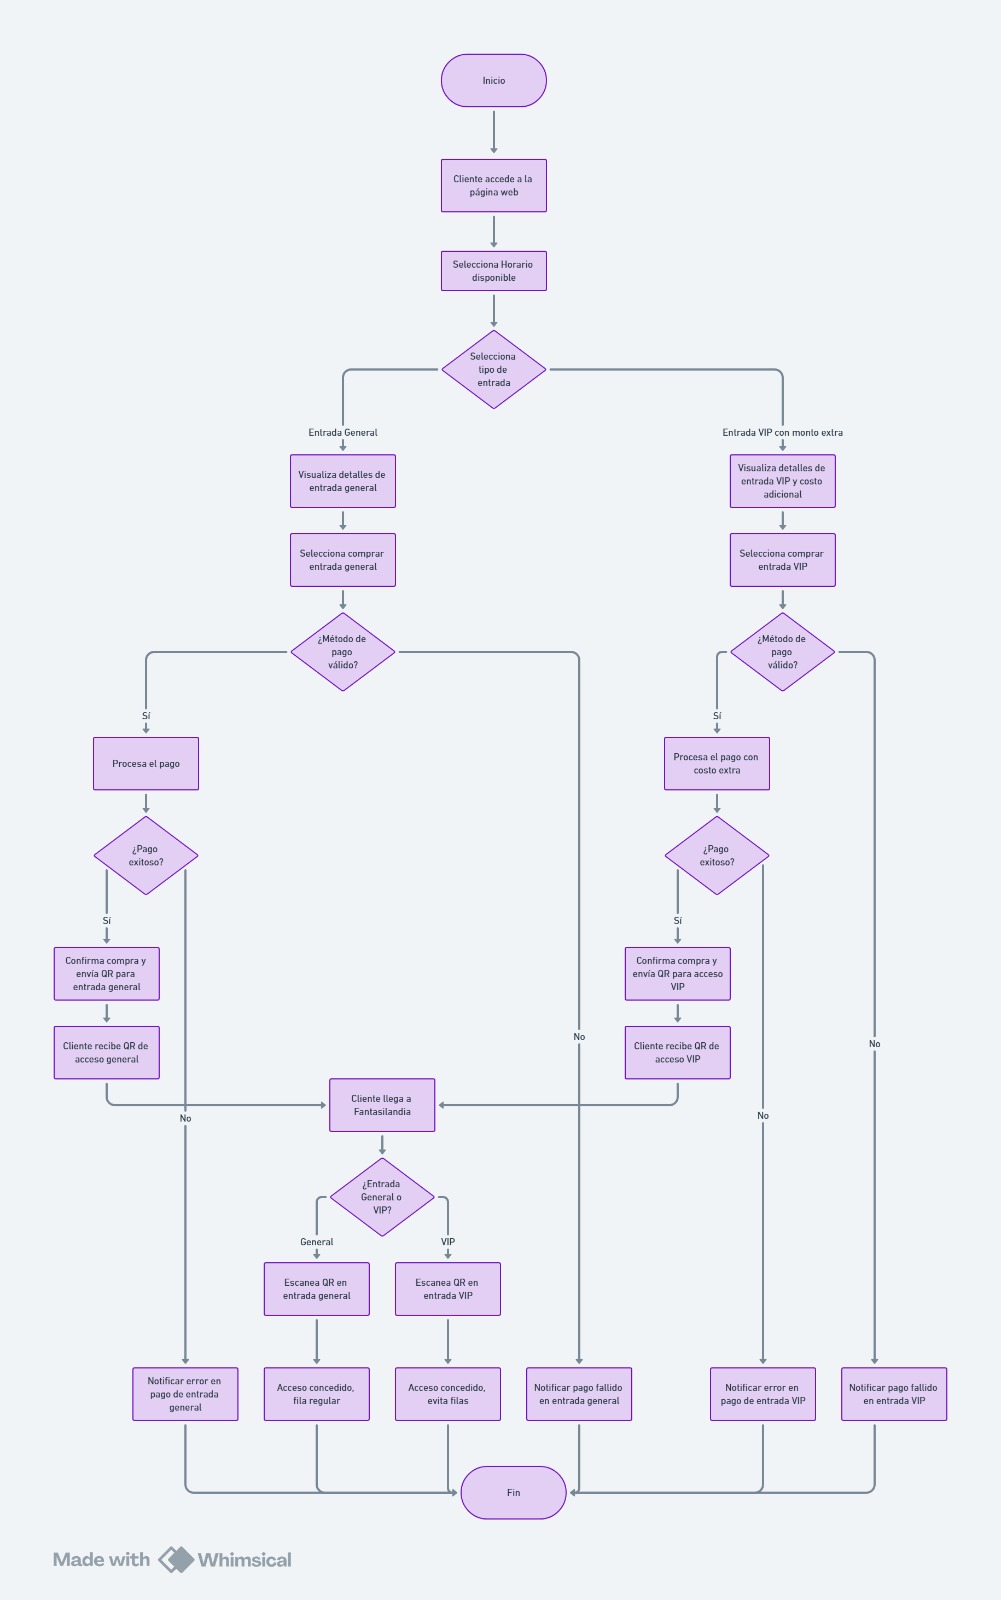 Inicio
Cliente accede a la
página web
Selecciona Horario
disponible
Selecciona
tipo de
entrada
Entrada General
Entrada VIP con monto extra
Visualiza detalles de
entrada general
Visualiza detalles de
entrada VIP y costo
adicional
Selecciona comprar
entrada general
Selecciona comprar
entrada VIP
¿Método de
pago
válido?
¿Método de
pago
válido?
Sí
Sí
Procesa el pago
Procesa el pago con
costo extra
¿Pago
exitoso?
¿Pago
exitoso?
Sí
Sí
Confirma compra y
envía QR para
entrada general
Confirma compra y
envía QR para acceso
VIP
Cliente recibe QR de
acceso general
Cliente recibe QR de
acceso VIP
No
No
Cliente llega a
Fantasilandia
No
No
¿Entrada
General o
VIP?
General
VIP
Escanea QR en
entrada general
Escanea QR en
entrada VIP
Notificar error en
pago de entrada
general
Acceso concedido,
fila regular
Acceso concedido,
evita filas
Notificar pago fallido
en entrada general
Notificar error en
pago de entrada VIP
Notificar pago fallido
en entrada VIP
Fin
Made with Whimsical